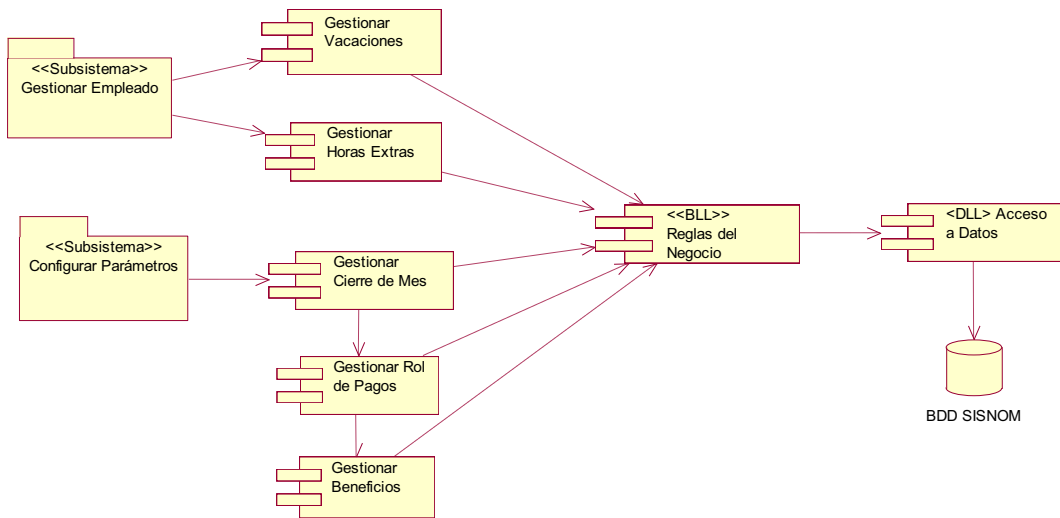 Gestionar
Vacaciones
<<Subsistema>>
Gestionar Empleado
Gestionar
Horas Extras
<<BLL>>
Reglas del
Negocio
<DLL> Acceso
a Datos
<<Subsistema>>
Configurar Parámetros
Gestionar
Cierre de Mes
Gestionar Rol
de Pagos
BDD SISNOM
Gestionar
Beneficios